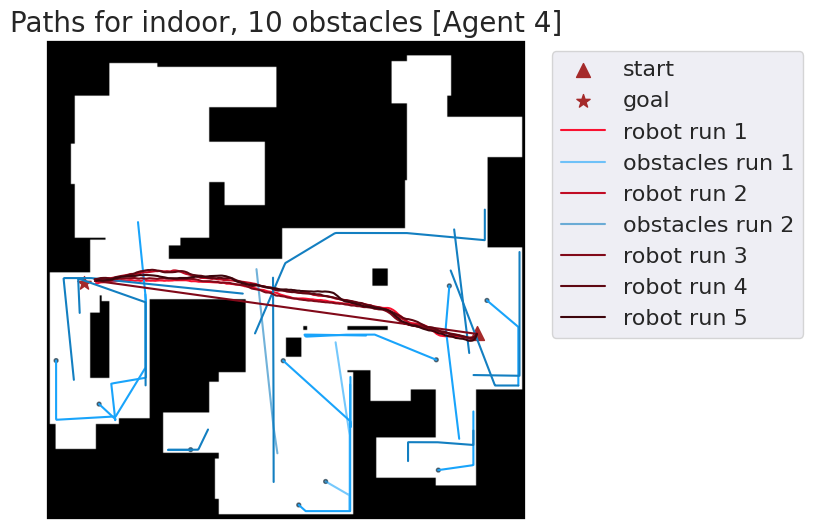 Paths for indoor, 10 obstacles [Agent 4]
start
goal
robot run 1
obstacles run 1
robot run 2
obstacles run 2
robot run 3
robot run 4
robot run 5